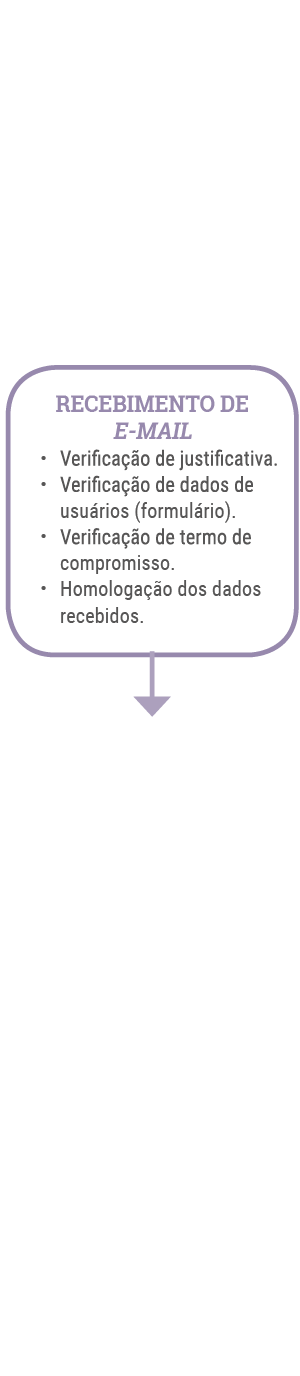 RECEBIMENTO DE
E-MAIL
• Verificação de justificativa.
• Verificação de dados de
usuários (formulário).
• Verificação de termo de
compromisso.
• Homologação dos dados
recebidos.